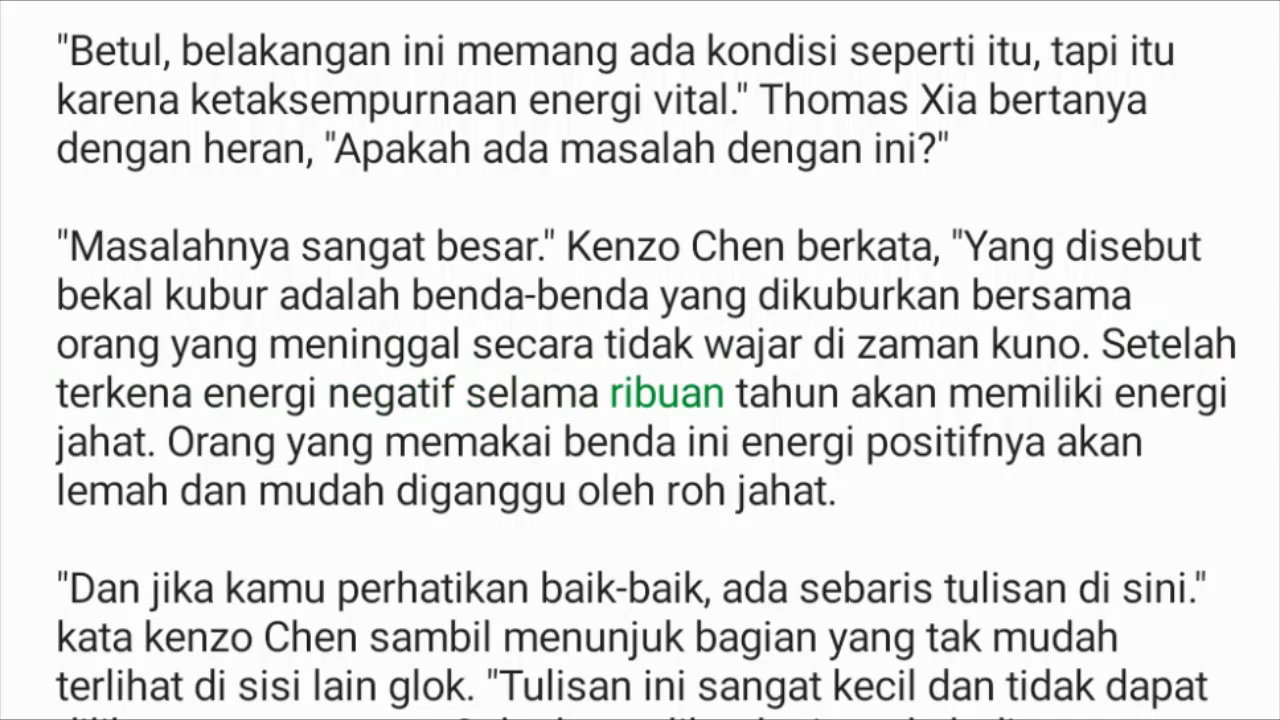 "Betul, belakangan ini memang ada kondisi seperti itu, tapi itu
karena ketaksempurnaan energi vital." Thomas Xia bertanya
dengan heran, "Apakah ada masalah dengan ini?"
"Masalahnya sangat besar." Kenzo Chen berkata, "Yang disebut
bekal kubur adalah benda-benda yang dikuburkan bersama
orang yang meninggal secara tidak wajar di zaman kuno. Setelah
terkena energi negatif selama ribuan tahun akan memiliki energi
jahat. Orang yang memakai benda ini energi positifnya akan
lemah dan mudah diganggu oleh roh jahat.
"Dan jika kamu perhatikan baik-baik, ada sebaris tulisan di sini."
kata kenzo Chen sambil menunjuk bagian yang tak mudah
terlihat di sisi lain glok. "Tulisan ini sangat kecil dan tidak dapat